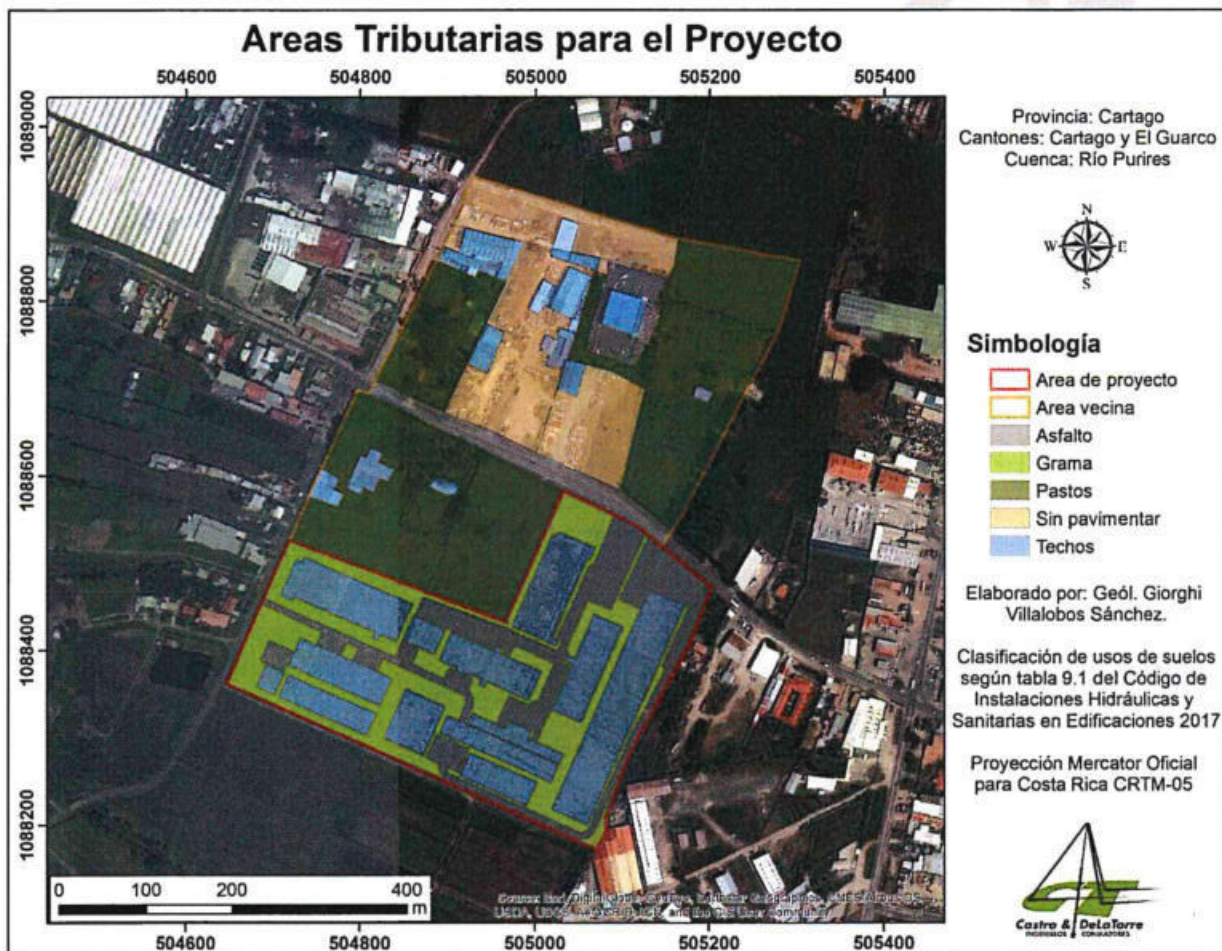 Areas Tributarias para el Proyecto
504600 504800 505000 505200 505400
1089000
1088800
1088600
1088400
1088200
0 100 200 400
m
Provincia: Cartago
Cantones: Cartago y El Guarco
Cuenca: Río Purires
N
W E
S
Simbología
Area de proyecto
Area vecina
Asfalto
Grama
Pastos
Sin pavimentar
Techos
Elaborado por: Geól. Giorghi
Villalobos Sánchez.
Clasificación de usos de suelos
según tabla 9.1 del Código de
Instalaciones Hidráulicas y
Sanitarias en Edificaciones 2017
Proyección Mercator Oficial
para Costa Rica CRTM-05
Castro & DeLaTorre
504600 504800 505000 505200 505400